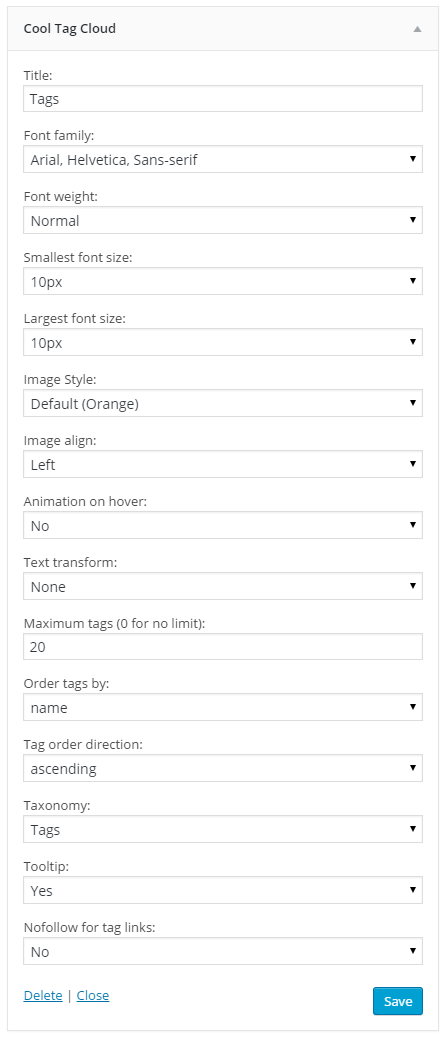 Cool Tag Cloud
Title:
Tags
Font family:
Arial, Helvetica, Sans-serif
Font weight:
Normal
Smallest font size:
10px
Largest font size:
10px
Image Style:
Default (Orange)
Image align:
Left
Animation on hover:
No
Text transform:
None
Maximum tags (0 for no limit):
20
Order tags by:
name
Tag order direction:
ascending
Taxonomy:
Tags
Tooltip:
Yes
Nofollow for tag links:
No
Delete | Close Save